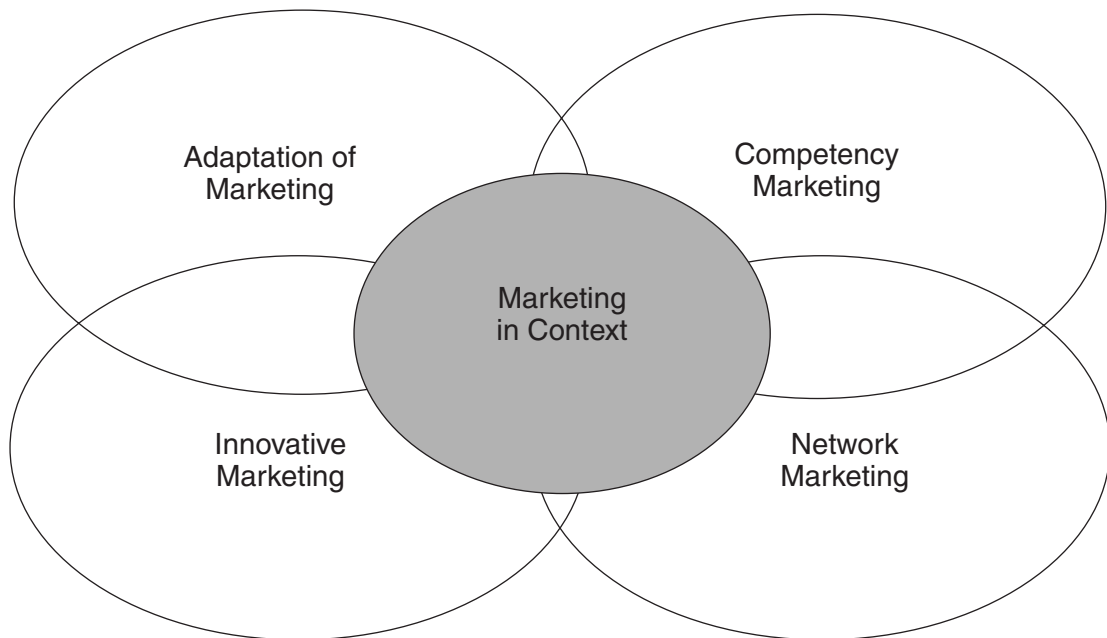 Adaptation of
Marketing
Competency
Marketing
Marketing
in Context
Innovative
Marketing
Network
Marketing